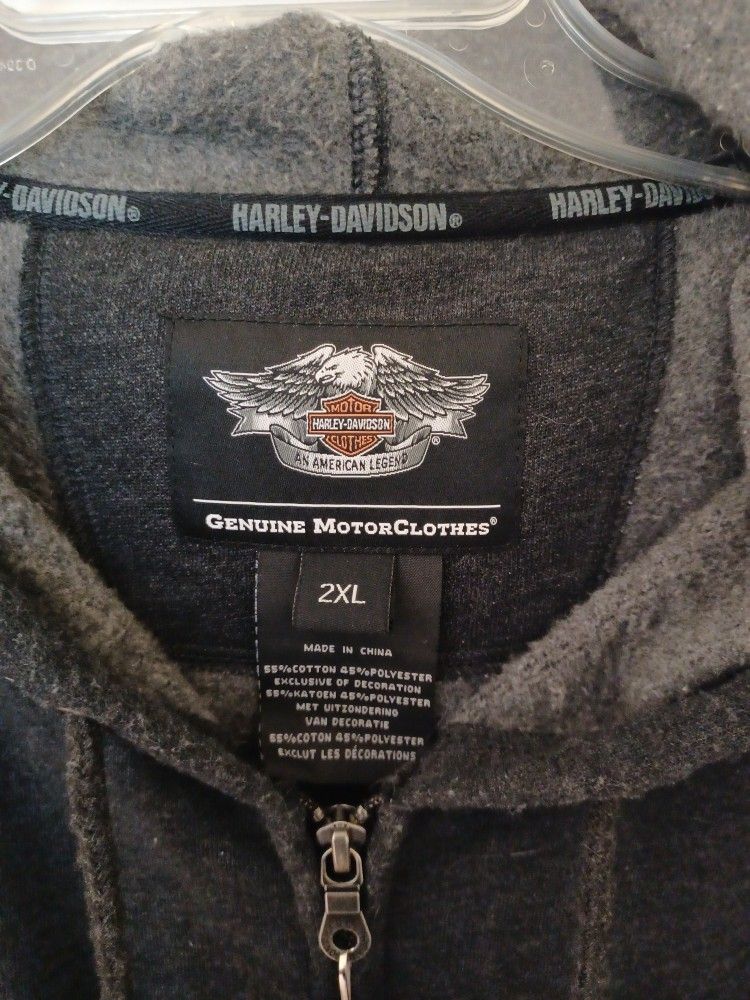 -DAVIDSON® HARLEY-DAVIDSON® HARLEY-DAVIDSON
MOTOR
HARLEY-DAVIDSON
CLOTHES
®
AN AMERICAN LEGEND
GENUINE MOTORCLOTHES®
2XL
MADE IN CHINA
55%COTTON 45%POLYESTER
EXCLUSIVE OF DECORATION
55%KATOEN 45%POLYESTER
MET UITZONDERING
VAN DECORATIE
55%COTON 45%POLYESTER
EXCLUT LES DÉCORATIONS